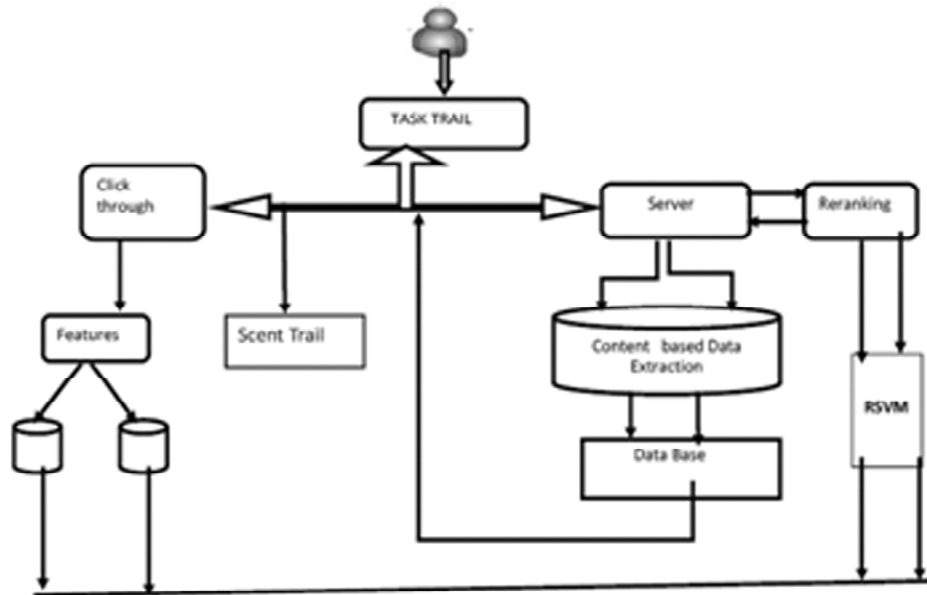 TASK TRAIL
Click
through
Server
Reranking
Features
Scent Trail
Content based Data
Extraction
RSVM
Data Base